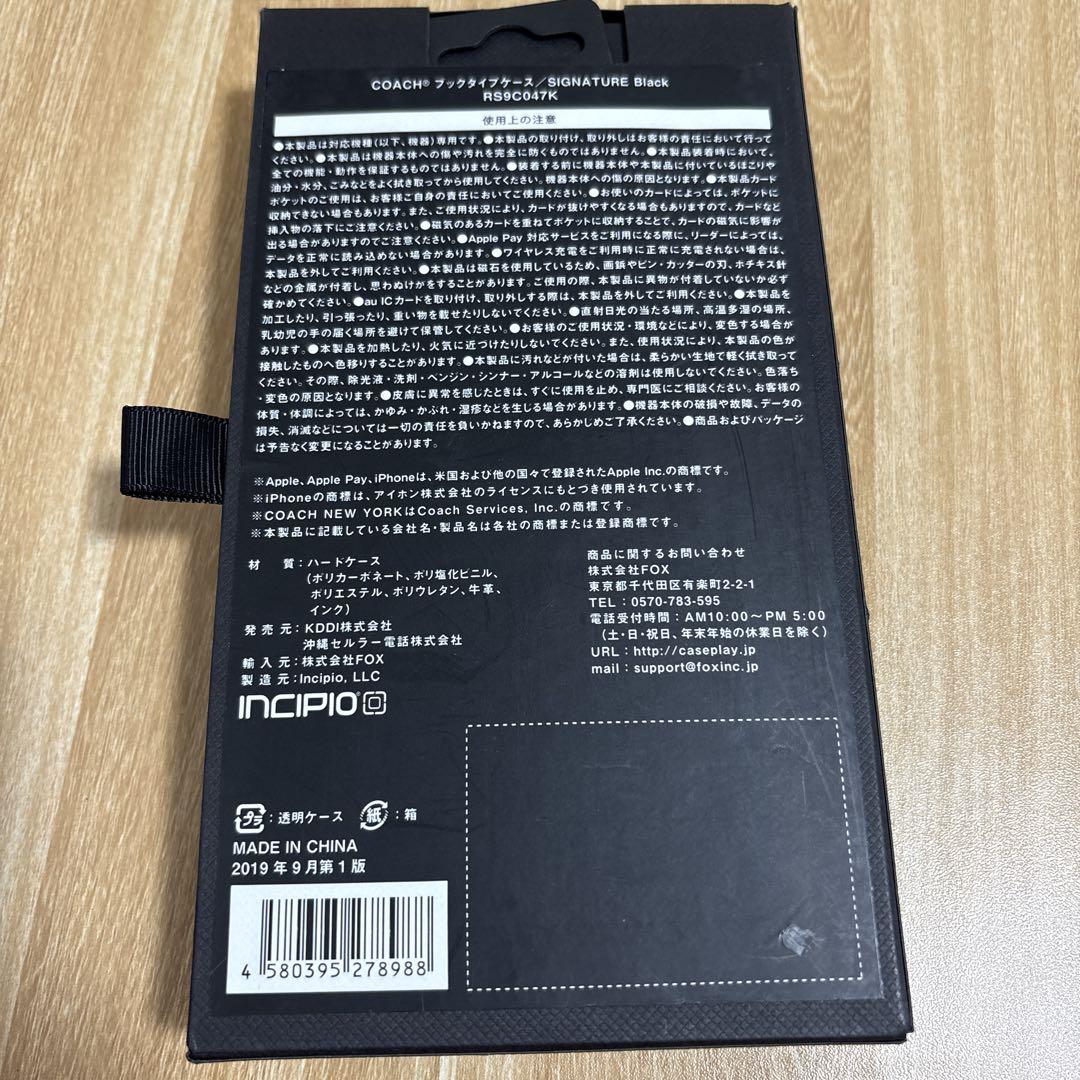 COACH® ブックタイプケース／SIGNATURE Black
RS9C047K
使用上の注意
●本製品は対応機種(以下、機器)専用です。●本製品の取り付け、取り外しはお客様の責任において行って
ください。●本製品は機器本体への傷や汚れを完全に防ぐものではありません。●本製品装着時において、
全ての機能・動作を保証するものではありません。●装着する前に機器本体や本製品に付いているほこりや
油分・水分、ごみなどをよく拭き取ってから使用してください。機器本体への傷の原因となります。●本製品カード
ポケットのご使用は、お客様ご自身の責任においてご使用ください。●お使いのカードによっては、ポケットに
収納できない場合もあります。また、ご使用状況により、カードが抜けやすくなる場合もありますので、カードなど
挿入物の落下にご注意ください。●磁気のあるカードを重ねてポケットに収納することで、カードの磁気に影響が
出る場合がありますのでご注意ください。●Apple Pay 対応サービスをご利用になる際に、リーダーによっては、
データを正常に読み込めない場合があります。●ワイヤレス充電をご利用時に正常に充電されない場合は、
本製品を外してご利用ください。●本製品は磁石を使用しているため、画鋲やピン・カッターの刃、ホチキス針
などの金属が付着し、思わぬけがをすることがあります。ご使用の際、本製品に異物が付着していないか必ず
確かめてください。●au ICカードを取り付け、取り外しする際は、本製品を外してご利用ください。●本製品を
加工したり、引っ張ったり、重い物を載せたりしないでください。●直射日光の当たる場所、高温多湿の場所、
乳幼児の手の届く場所を避けて保管してください。●お客様のご使用状況・環境などにより、変色する場合が
あります。●本製品を加熱したり、火気に近づけたりしないでください。また、使用状況により、本製品の色が
接触したものへ色移りすることがあります。●本製品に汚れなどが付いた場合は、柔らかい生地で軽く拭き取って
ください。その際、除光液・洗剤・ベンジン・シンナー・アルコールなどの溶剤は使用しないでください。色落ち
・変色の原因となります。●皮膚に異常を感じたときは、すぐに使用を止め、専門医にご相談ください。お客様の
体質・体調によっては、かゆみ・かぶれ・湿疹などを生じる場合があります。●機器本体の破損や故障、データの
損失、消滅などについては一切の責任を負いかねますので、あらかじめご了承ください。●商品およびパッケージ
は予告なく変更になることがあります。
※Apple、Apple Pay、iPhoneは、米国および他の国々で登録されたApple Inc.の商標です。
※iPhoneの商標は、アイホン株式会社のライセンスにもとづき使用されています。
※COACH NEW YORKはCoach Services, Inc.の商標です。
※本製品に記載している会社名・製品名は各社の商標または登録商標です。
材 質：ハードケース
(ポリカーボネート、ポリ塩化ビニル、
ポリエステル、ポリウレタン、牛革、
インク)
発 売 元：KDDI株式会社
沖縄セルラー電話株式会社
輸 入 元：株式会社FOX
製 造 元：Incipio, LLC
INCIPIO®
商品に関するお問い合わせ
株式会社FOX
東京都千代田区有楽町2-2-1
TEL：0570-783-595
電話受付時間：AM10:00～PM 5:00
（土・日・祝日、年末年始の休業日を除く）
URL：http://caseplay.jp
mail：support@foxinc.jp
プラ：透明ケース 紙：箱
MADE IN CHINA
2019 年 9 月第 1 版
4 580395 278988